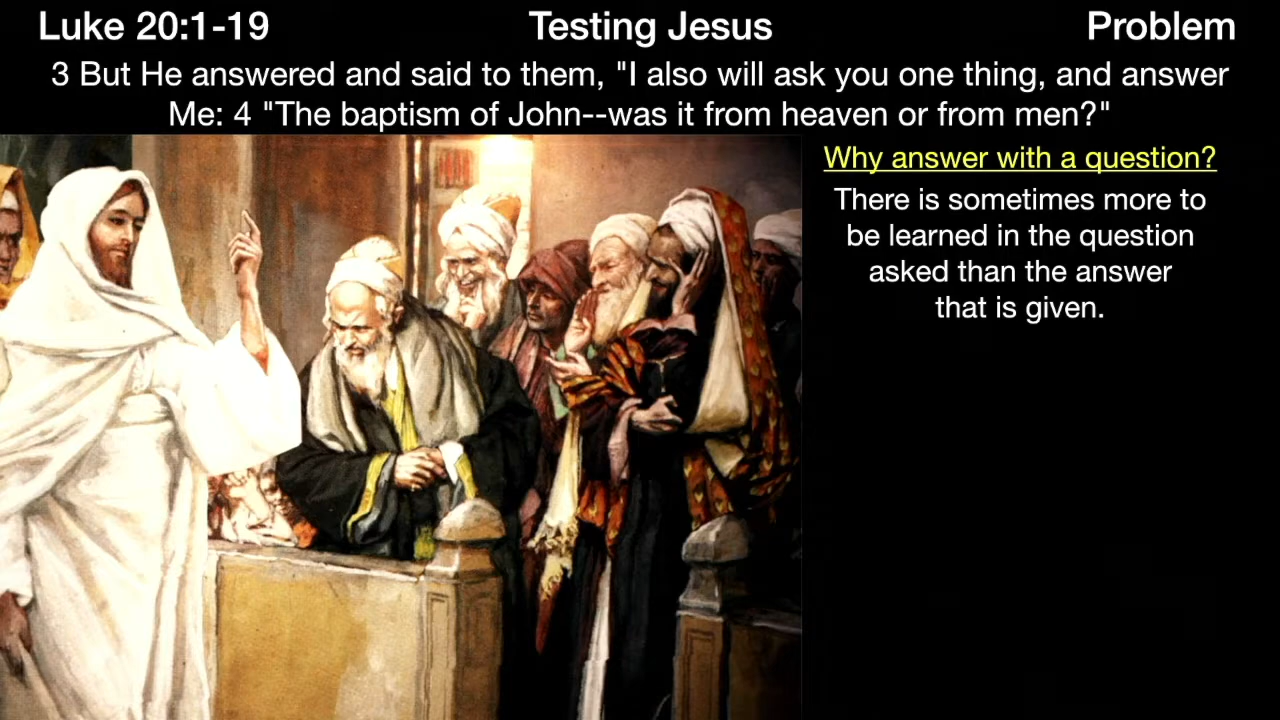 Luke 20:1-19 Testing Jesus Problem
3 But He answered and said to them, "I also will ask you one thing, and answer
Me: 4 "The baptism of John--was it from heaven or from men?"
Why answer with a question?
There is sometimes more to
be learned in the question
asked than the answer
that is given.